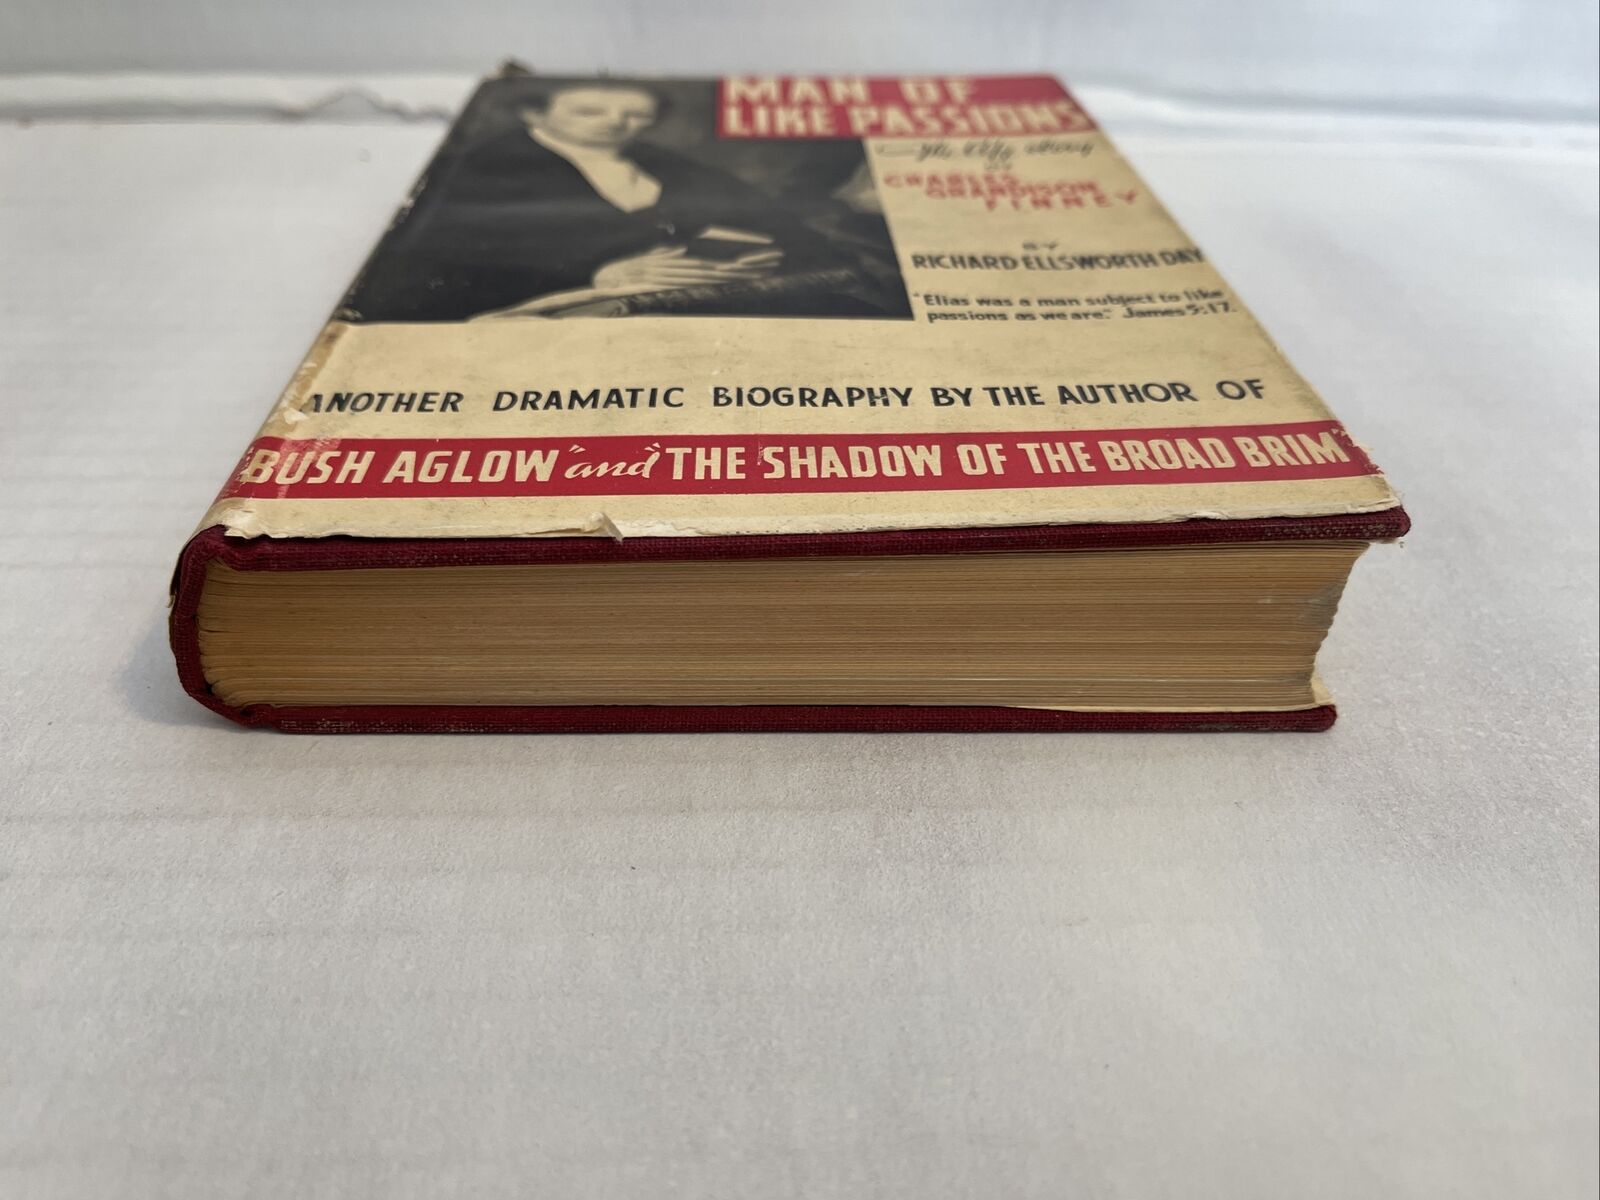 MAN OF
LIKE PASSIONS
The life story
OF
CHARLES
GRANDISON
FINNEY
BY
RICHARD ELLSWORTH DAY
"Elias was a man subject to like
passions as we are." James 5:17.
ANOTHER DRAMATIC BIOGRAPHY BY THE AUTHOR OF
BUSH AGLOW" and "THE SHADOW OF THE BROAD BRIM"